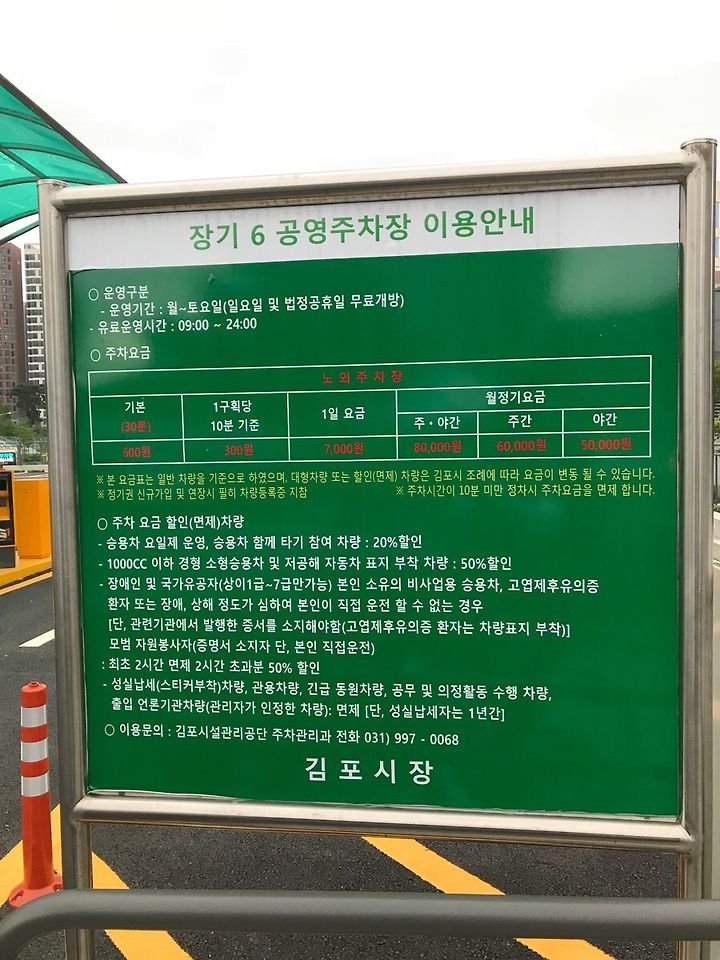 장기 6 공영주차장 이용안내
○ 운영구분
- 운영기간 : 월~토요일(일요일 및 법정공휴일 무료개방)
- 유료운영시간 : 09:00 ~ 24:00
○ 주차요금
노 외 주 차 장
기본 (30분) 1구획당 10분 기준 1일 요금 월정기요금
주·야간 주간 야간
600원 300원 7,000원 80,000원 60,000원 50,000원
※ 본 요금표는 일반 차량을 기준으로 하였으며, 대형차량 또는 할인(면제) 차량은 김포시 조례에 따라 요금이 변동 될 수 있습니다.
※ 정기권 신규가입 및 연장시 필히 차량등록증 지참 ※ 주차시간이 10분 미만 정차시 주차요금을 면제 합니다.
○ 주차 요금 할인(면제)차량
- 승용차 요일제 운영, 승용차 함께 타기 참여 차량 : 20%할인
- 1000CC 이하 경형 소형승용차 및 저공해 자동차 표지 부착 차량 : 50%할인
- 장애인 및 국가유공자(상이1급~7급만가능) 본인 소유의 비사업용 승용차, 고엽제후유의증
환자 또는 장애, 상해 정도가 심하여 본인이 직접 운전 할 수 없는 경우
[단, 관련기관에서 발행한 증서를 소지해야함(고엽제후유의증 환자는 차량표지 부착)]
모범 자원봉사자(증명서 소지자 단, 본인 직접운전)
: 최초 2시간 면제 2시간 초과분 50% 할인
- 성실납세(스티커부착)차량, 관용차량, 긴급 동원차량, 공무 및 의정활동 수행 차량,
출입 언론기관차량(관리자가 인정한 차량): 면제 [단, 성실납세자는 1년간]
○ 이용문의 : 김포시설관리공단 주차관리과 전화 031) 997 - 0068
김 포 시 장